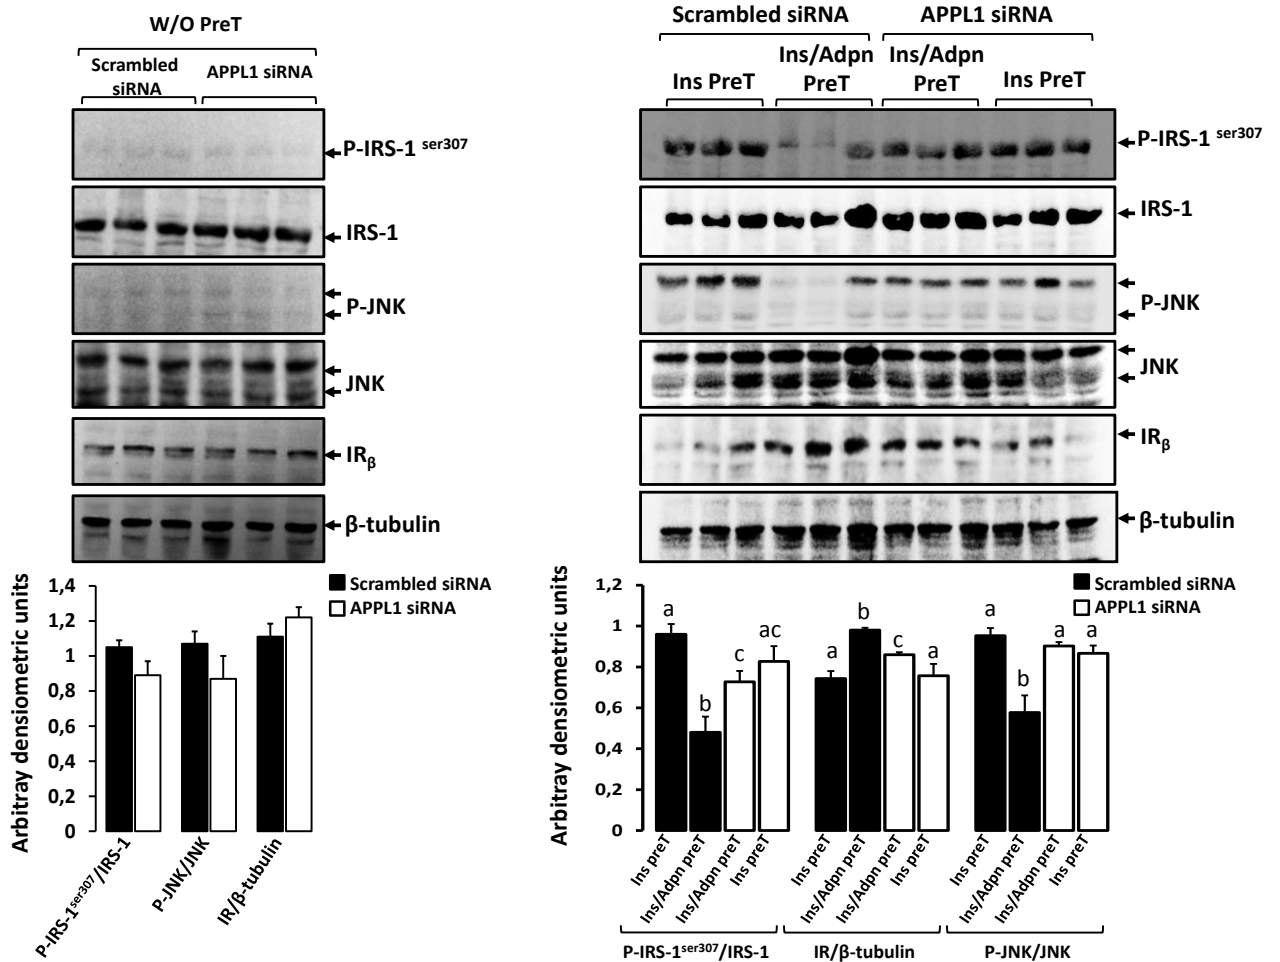 W/O PreT
Scrambled
siRNA
APPL1 siRNA
P-IRS-1 ser307
IRS-1
P-JNK
JNK
IRβ
β-tubulin
Arbitray densiometric units
1,4
1,2
1
0,8
0,6
0,4
0,2
0
Scrambled siRNA
APPL1 siRNA
P-IRS-1ser307/IRS-1
P-JNK/JNK
IR/β-tubulin
Scrambled siRNA
APPL1 siRNA
Ins PreT
Ins/Adpn
PreT
Ins/Adpn
PreT
Ins PreT
P-IRS-1 ser307
IRS-1
P-JNK
JNK
IRβ
β-tubulin
Arbitray densiometric units
1,2
1
0,8
0,6
0,4
0,2
0
Scrambled siRNA
APPL1 siRNA
a
b
c
ac
a
b
c
a
a
b
a
a
Ins preT
Ins/Adpn preT
Ins/Adpn preT
Ins preT
Ins preT
Ins/Adpn preT
Ins/Adpn preT
Ins preT
Ins preT
Ins/Adpn preT
Ins/Adpn preT
Ins preT
P-IRS-1ser307/IRS-1
IR/β-tubulin
P-JNK/JNK